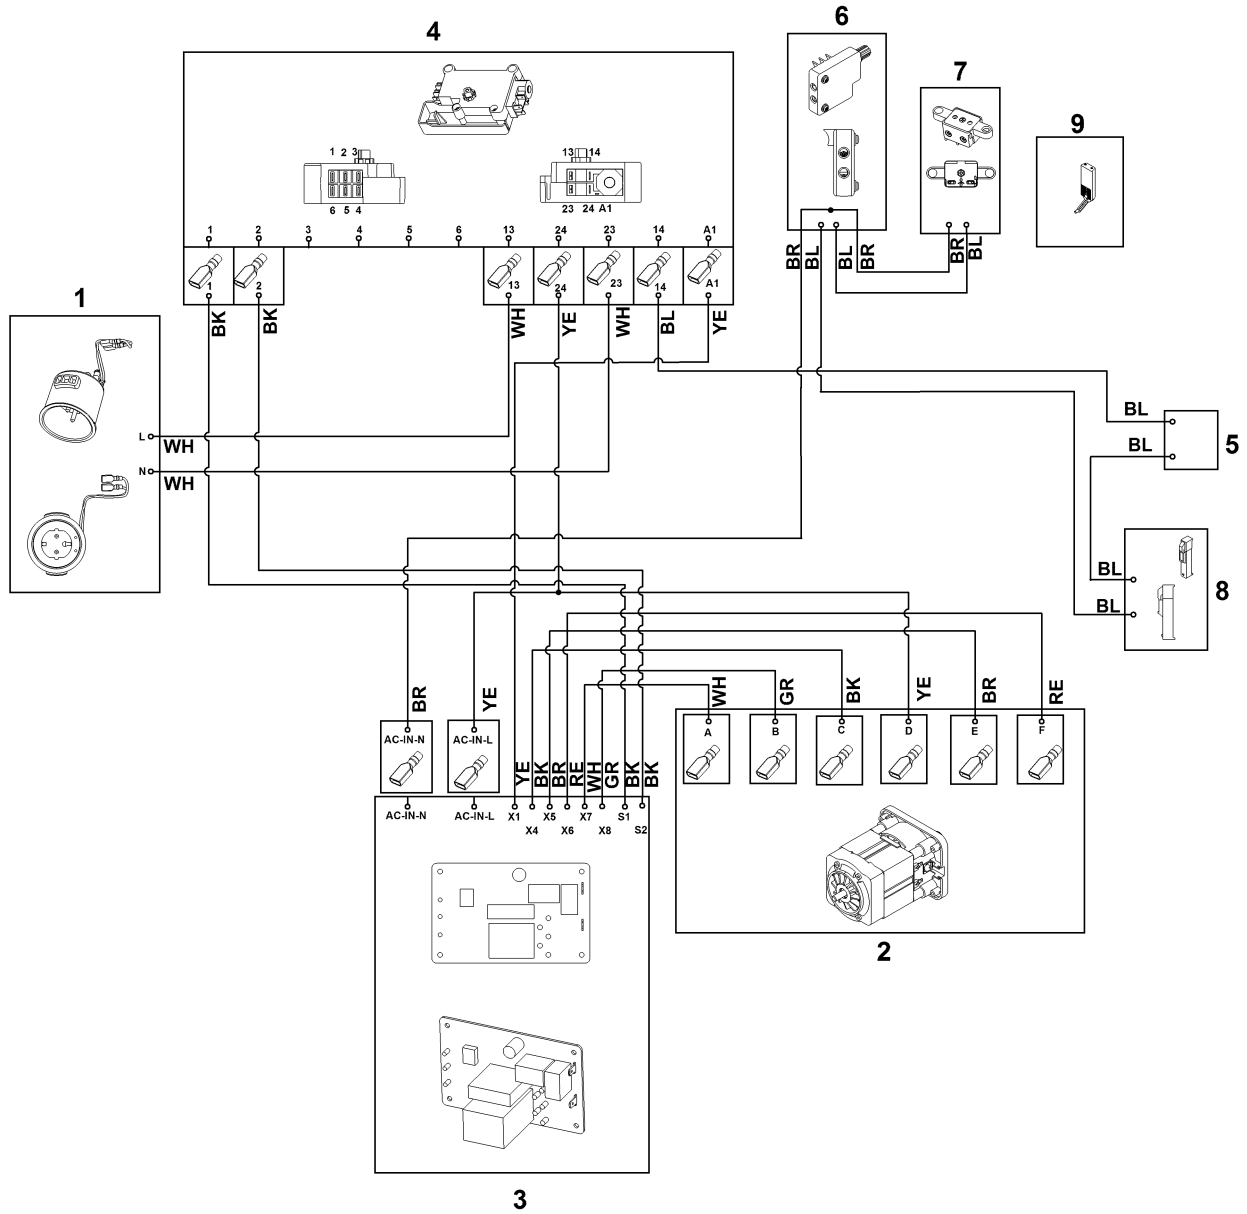 4
6
7
9
1 2 3
6 5 4
13 14
23 24 A1
1 2 3 4 5 6 13 24 23 14 A1
1 2 13 24 23 14 A1
BK BK WH YE WH BL YE
BR BL BL BR
BR BL
1
L
WH
N
WH
BL
5
BL
BL
8
BL
BR YE
WH GR BK YE BR RE
AC-IN-N AC-IN-L
A B C D E F
YE BK BR RE WH GR BK BK
AC-IN-N AC-IN-L X1 X5 X7 S1
X4 X6 X8 S2
2
3